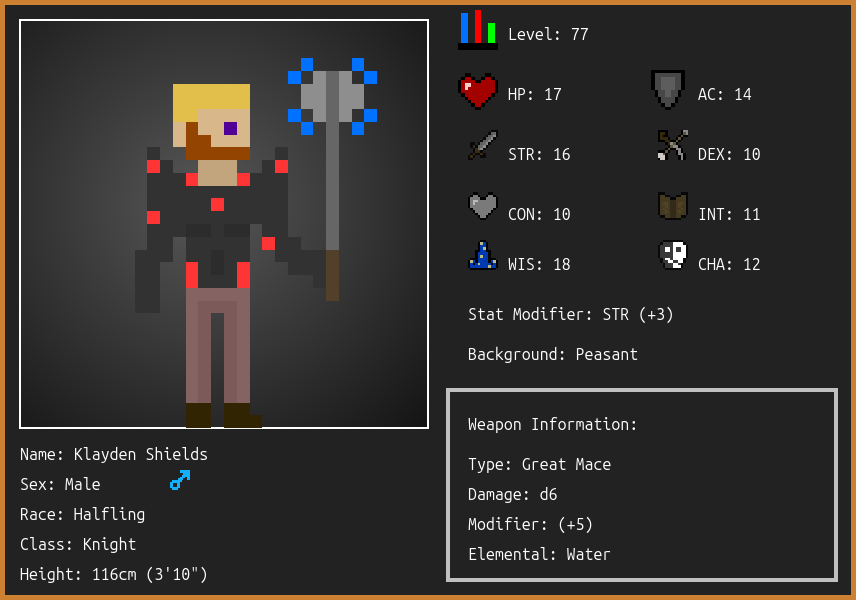 Level: 77
HP: 17
AC: 14
STR: 16
DEX: 10
CON: 10
INT: 11
WIS: 18
CHA: 12
Stat Modifier: STR (+3)
Background: Peasant
Weapon Information:
Type: Great Mace
Damage: d6
Modifier: (+5)
Elemental: Water
Name: Klayden Shields
Sex: Male
Race: Halfling
Class: Knight
Height: 116cm (3'10")